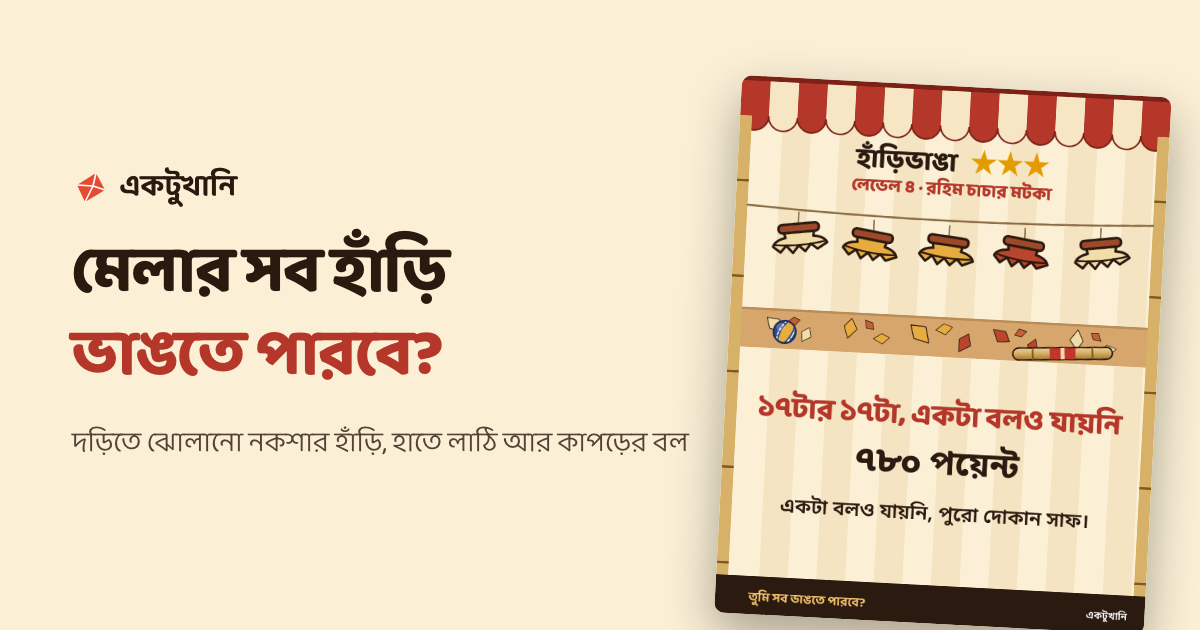 একটুখানি
মেলার সব হাঁড়ি
ভাঙতে পারবে?
দড়িতে ঝোলানো নকশার হাঁড়ি, হাতে লাঠি আর কাপড়ের বল
হাঁড়িভাঙা
লেভেল ৪ · রহিম চাচার মটকা
১৭টার ১৭টা, একটা বলও যায়নি
৭৮০ পয়েন্ট
একটা বলও যায়নি, পুরো দোকান সাফ।
তুমি সব ভাঙতে পারবে?
একটুখানি